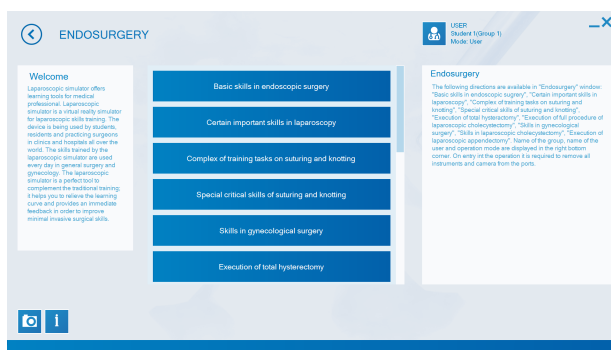 ENDOSURGERY
USER
Student 1(Group 1)
Mode: User
Welcome
Laparoscopic simulator offers
learning tools for medical
professional. Laparoscopic
simulator is a virtual reality simulator
for laparoscopic skills training. The
device is being used by students,
residents and practicing surgeons
in clinics and hospitals all over the
world. The skills trained by the
laparoscopic simulator are used
every day in general surgery and
gynecology. The laparoscopic
simulator is a perfect tool to
complement the traditional training;
it helps you to relieve the learning
curve and provides an immediate
feedback in order to improve
minimal invasive surgical skills.
Basic skills in endoscopic surgery
Certain important skills in laparoscopy
Complex of training tasks on suturing and knotting
Special critical skills of suturing and knotting
Skills in gynecological surgery
Execution of total hysterectomy
Endosurgery
The following directions are available in "Endosurgery" window:
"Basic skills in endoscopic sugrery", "Certain important skills in
laparoscopy", "Complex of training tasks on suturing and
knotting", "Special critical skills of suturing and knotting",
"Execution of total hysteractomy", "Execution of full procedure of
laparoscopic cholecystectomy", "Skills in gynecological
surgery", "Skills in laparoscopic cholecystectomy", "Execution of
laparoscopic appendectomy". Name of the group, name of the
user and operation mode are displayed in the right bottom
corner. On entry int the operation it is required to remove all
instruments and camera from the ports.